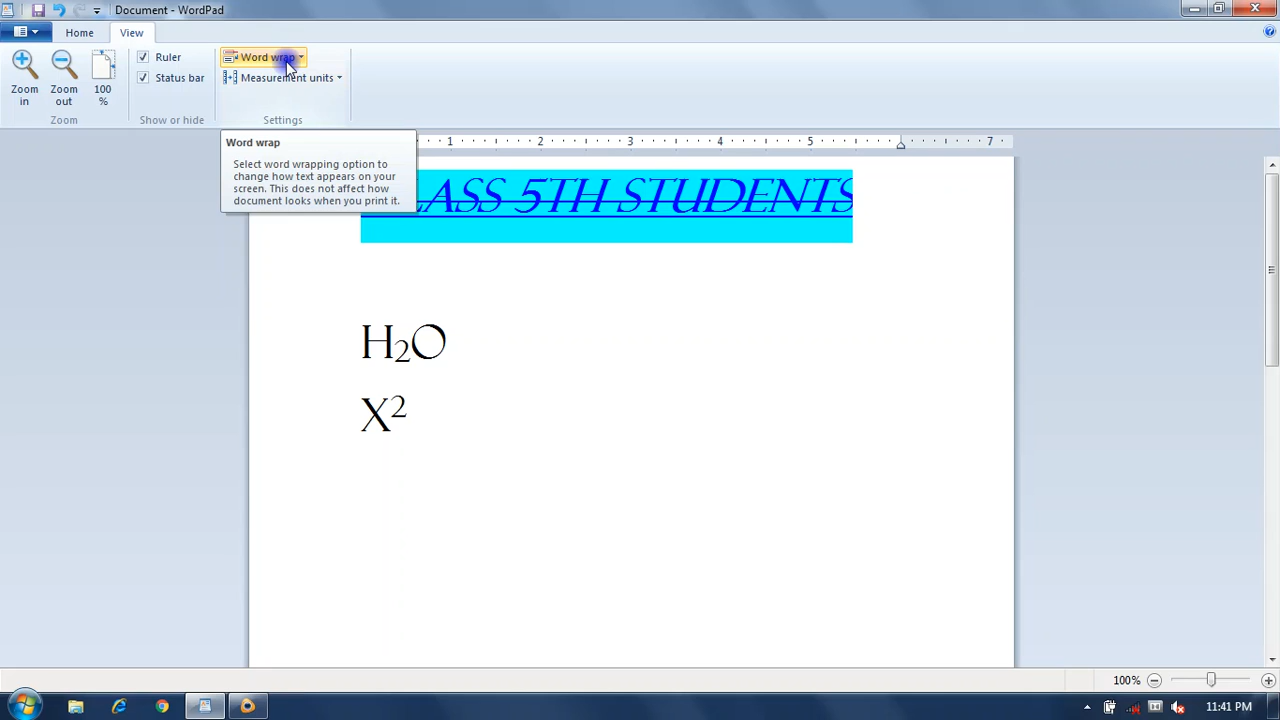 Document - WordPad
Home
View
Zoom in
Zoom out
100 %
Ruler
Status bar
Word wrap
Measurement units
Zoom
Show or hide
Settings
1 2 3 4 5 7
Word wrap
Select word wrapping option to
change how text appears on your
screen. This does not affect how
document looks when you print it.
LASS 5TH STUDENTS
H₂O
X²
100%
11:41 PM